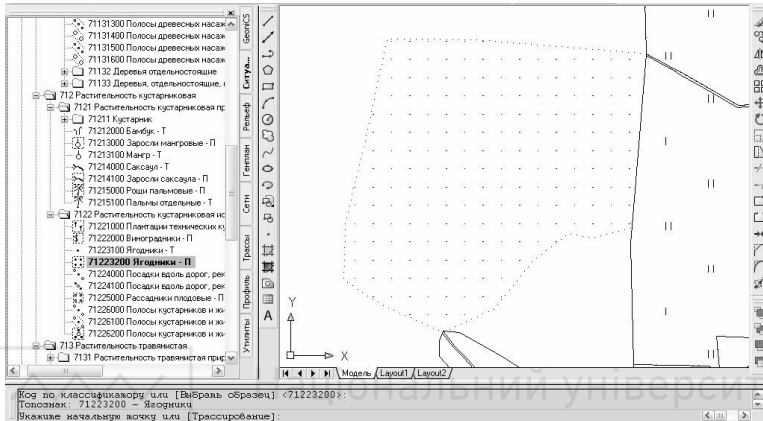 71131300 Полосы древесных насаж
71131400 Полосы древесных насаж
71131500 Полосы древесных насаж
71131600 Полосы древесных насаж
71132 Деревья отдельностоящие
71133 Деревья, отдельностоящие,
712 Растительность кустарниковая
7121 Растительность кустарниковая пр
71211 Кустарник
71212000 Бамбук - Т
71213000 Заросли мангровые - П
71213100 Мангр - Т
71214000 Саксаул - Т
71214100 Заросли саксаула - П
71215000 Рощи пальмовые - П
71215100 Пальмы отдельные - Т
7122 Растительность кустарниковая ис
71221000 Плантации технических ку
71222000 Виноградники - П
71223100 Ягодники - Т
71223200 Ягодники - П
71224000 Посадки вдоль дорог, рек
71224100 Посадки вдоль дорог, рек
71225000 Рассадники плодовые - П
71226000 Полосы кустарников и жи
71226100 Полосы кустарников и жи
71226200 Полосы кустарников и жи
713 Растительность травянистая
7131 Растительность травянистая прир
GeoniCS
Ситуа...
Рельеф
Генплан
Сети
Трассы
Профиль
Утилиты
A
Y
X
Модель
Layout1
Layout2
Національний університ
Код по классификатору или [Выбрать образец] <71223200>:
Топознак: 71223200 - Ягодники
Укажите начальную точку или [Трассирование]: